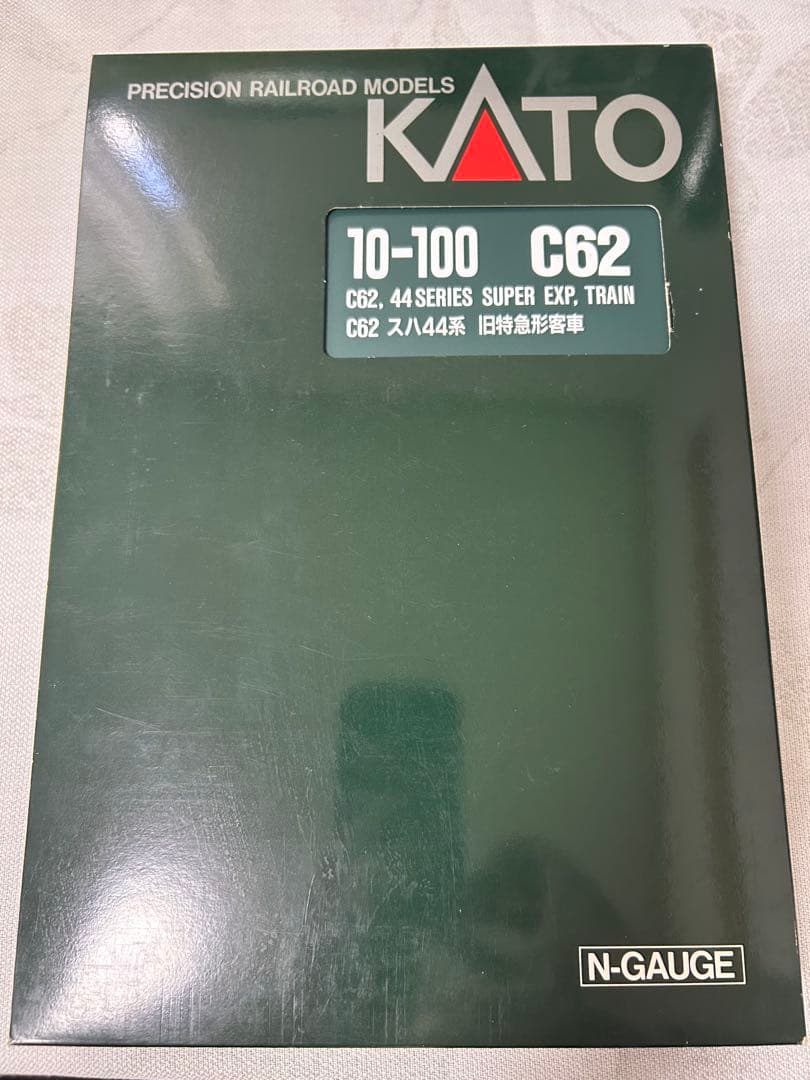 PRECISION RAILROAD MODELS
KATO
10-100 C62
C62, 44 SERIES SUPER EXP, TRAIN
C62 スハ44系 旧特急形客車
N-GAUGE